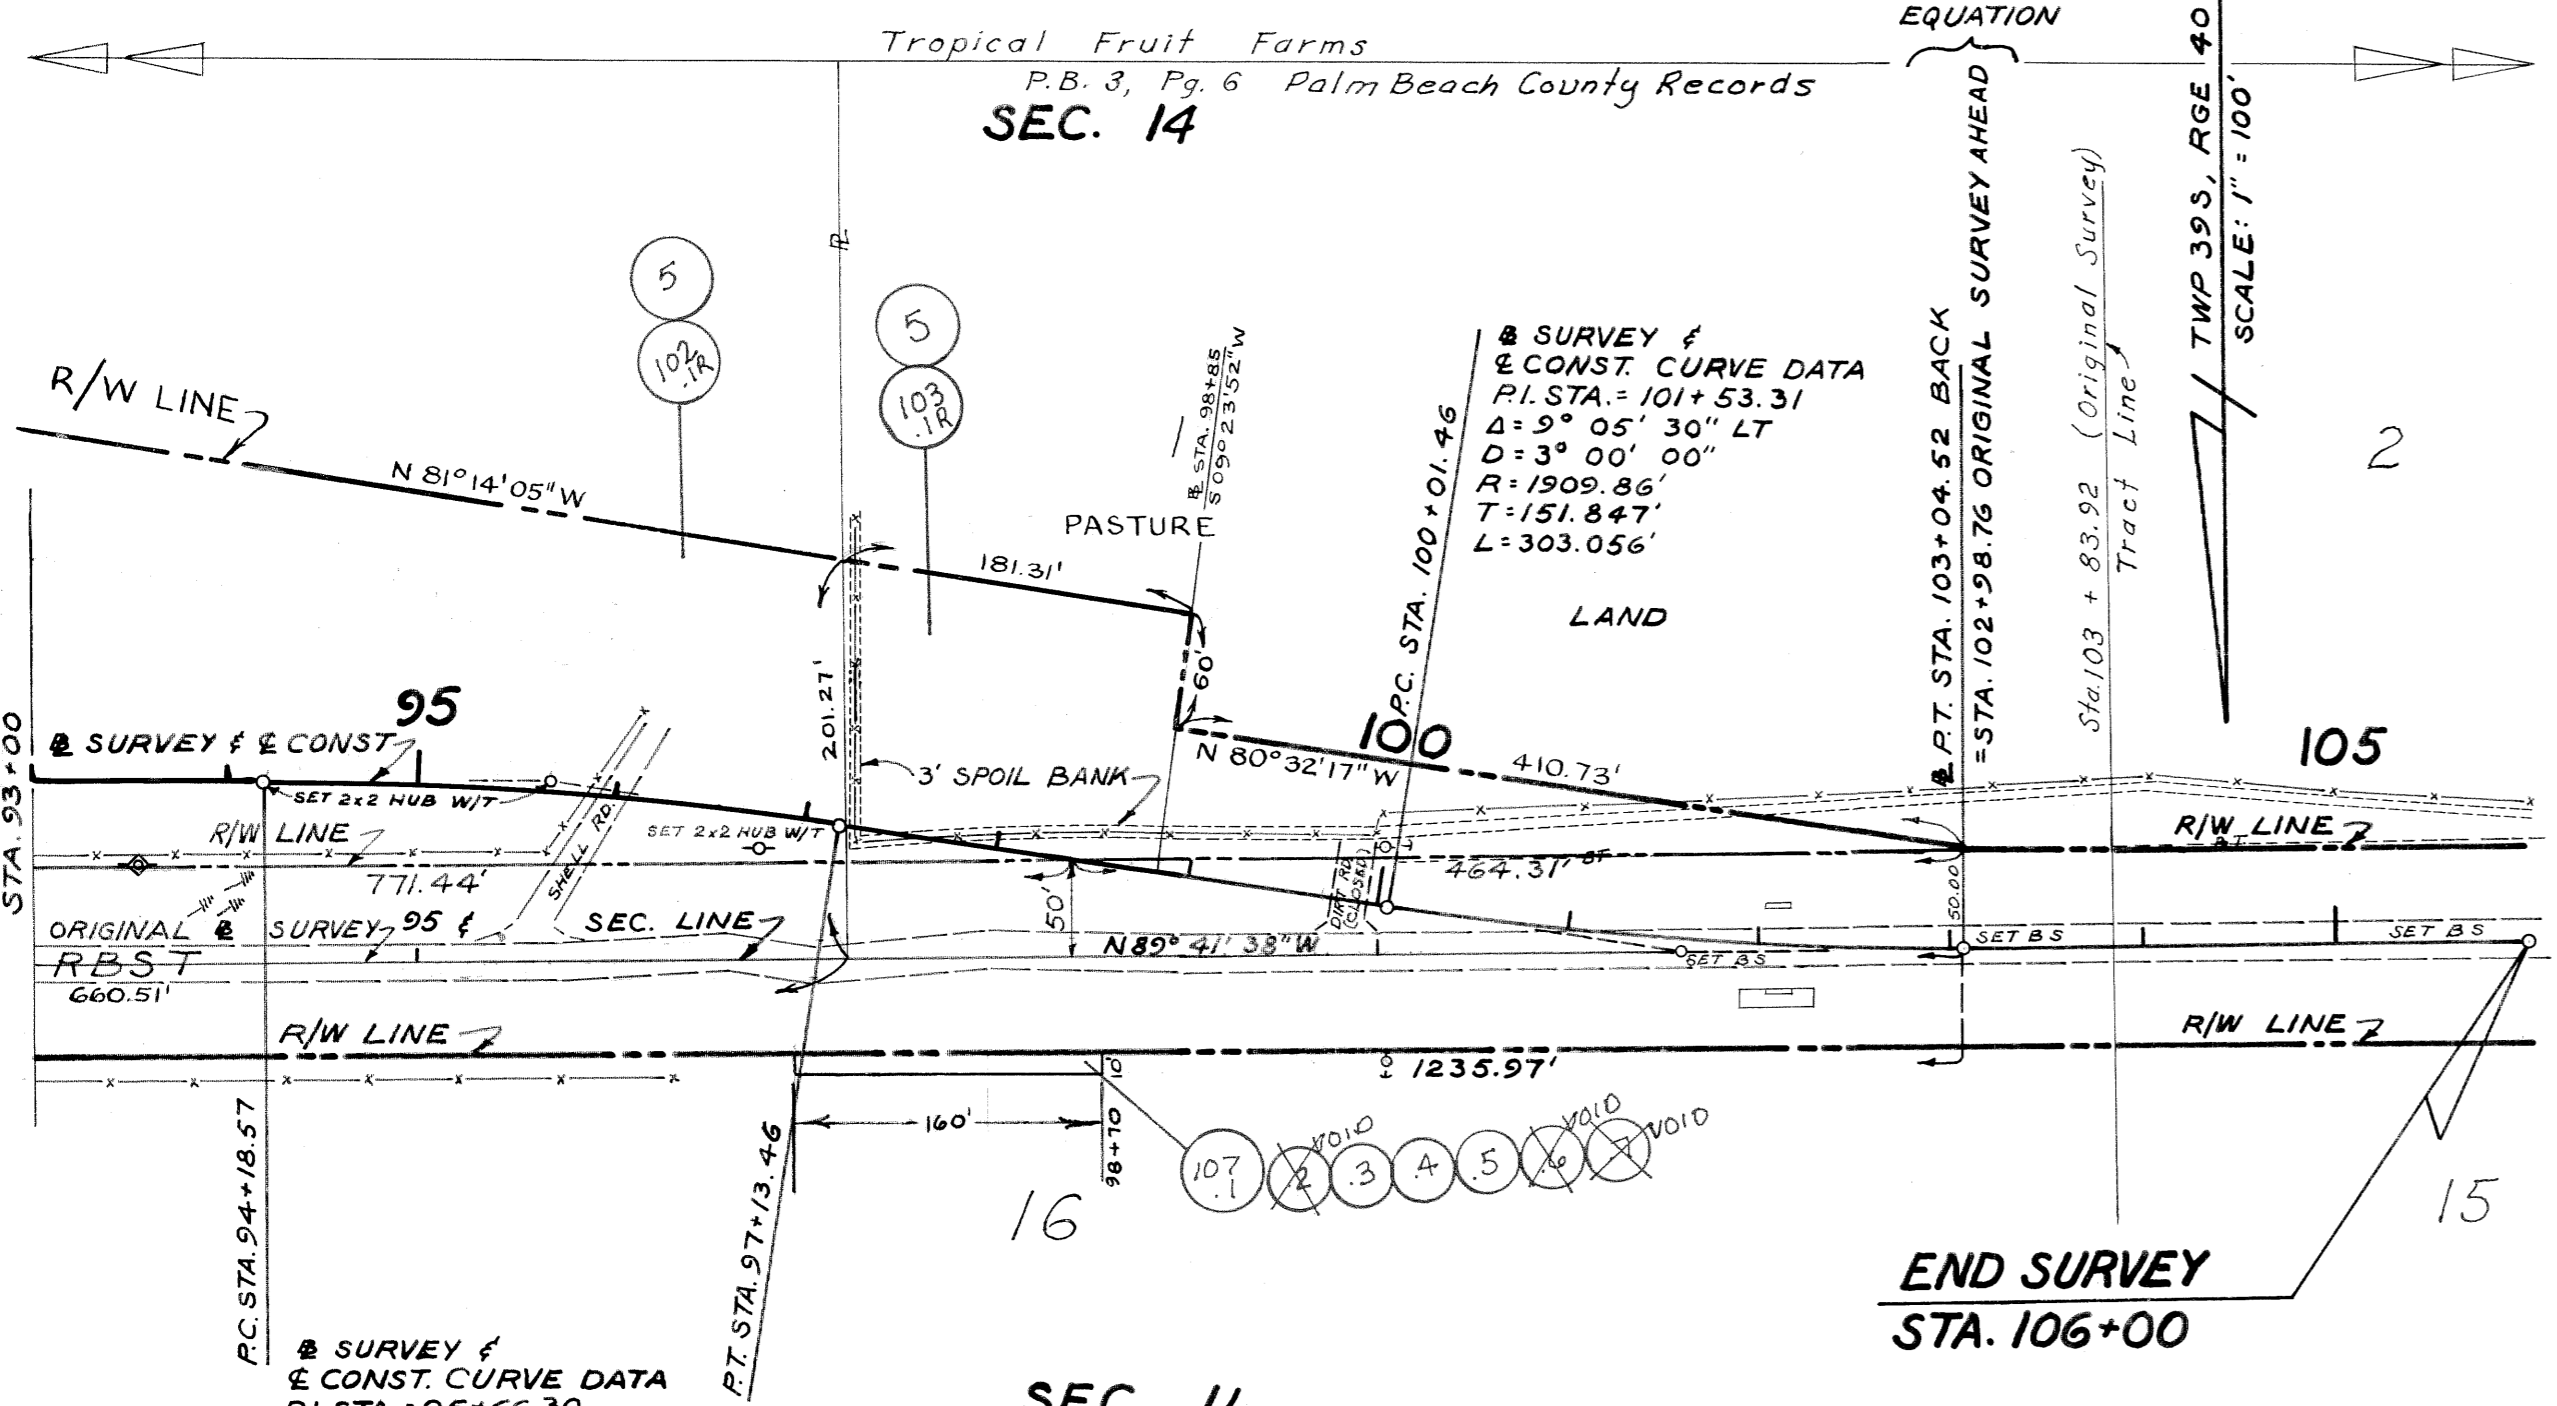 EQUATION
Tropical Fruit Farms
P.B. 3, Pg. 6 Palm Beach County Records
SEC. 14
TWP 39S, RGE 40
SCALE: 1" = 100'
P.T. STA. 103+04.52 BACK
=STA. 102+98.76 ORIGINAL SURVEY AHEAD
Sta. 103 + 83.92 (Original Survey)
Tract Line
2
5
102
.1R
5
103
.1R
℄ SURVEY &
℄ CONST. CURVE DATA
P.I. STA. = 101+53.31
Δ = 9° 05' 30" LT
D = 3° 00' 00"
R = 1909.86'
T = 151.847'
L = 303.056'
STA. 98+85
S 09° 23' 52" W
P.C. STA. 100+01.46
R/W LINE
N 81° 14' 05" W
PASTURE
181.31'
LAND
60'
201.27'
95
100
105
N 80° 32' 17" W
410.73'
STA. 93+00
SURVEY & ℄ CONST
3' SPOIL BANK
SET 2x2 HUB W/T
SHELL RD.
SET 2x2 HUB W/T
R/W LINE
R/W LINE
BT
771.44'
464.31'
BT
DIRT RD.
(CLOSED)
50'
50.00
ORIGINAL SURVEY 95 &
SEC. LINE
N 89° 41' 38" W
SET BS
SET BS
SET BS
RBST
660.51'
R/W LINE
R/W LINE
10'
1235.97'
160'
98+70
P.C. STA. 94+18.57
P.T. STA. 97+13.46
107
.1
.2
VOID
.3
.4
.5
.6
VOID
.7
VOID
16
15
END SURVEY
STA. 106+00
SURVEY &
℄ CONST. CURVE DATA